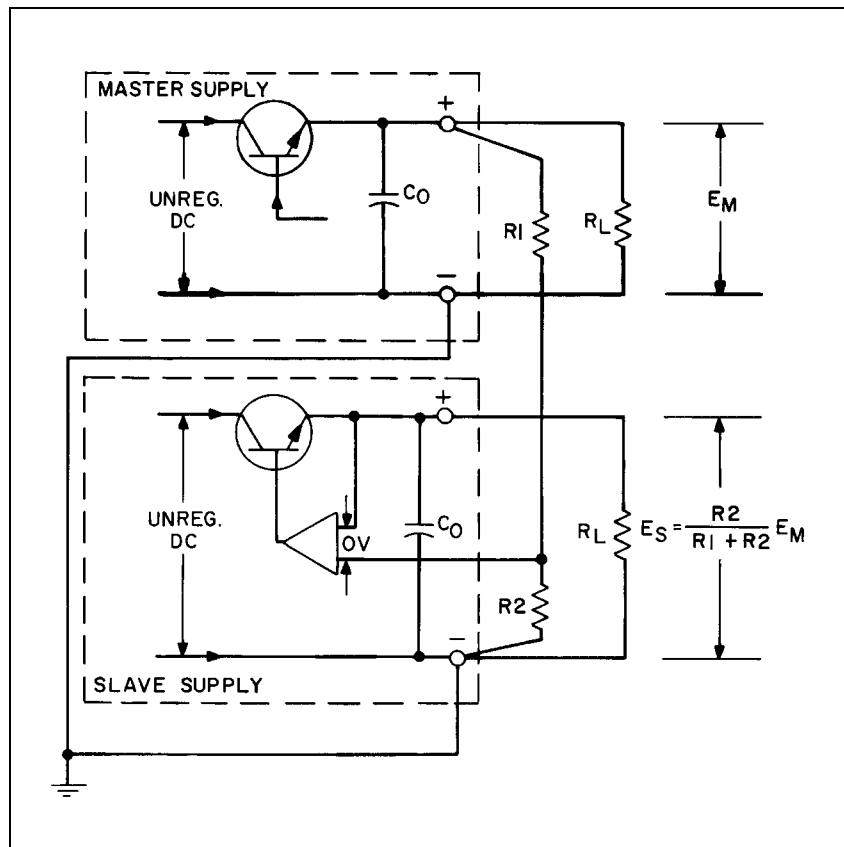 MASTER SUPPLY
+
UNREG.
DC
CO
R1
RL
EM
−
+
UNREG.
DC
OV
CO
RL
ES = R2 / R1 + R2 EM
R2
−
SLAVE SUPPLY